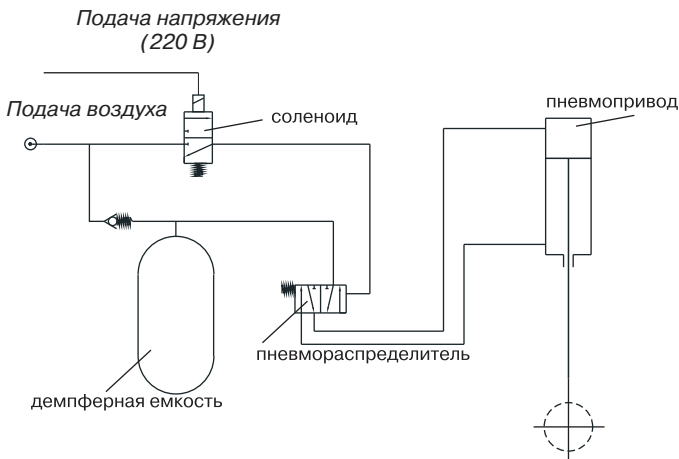 Подача напряжения
(220 В)
Подача воздуха
соленоид
пневмопривод
пневмораспределитель
демпферная емкость